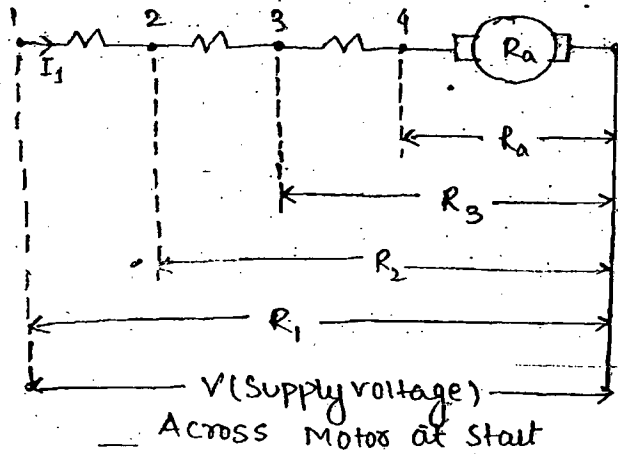 1 2 3 4
I1
Ra
Ra
R3
R2
R1
V(Supply voltage)
Across Motor at Start